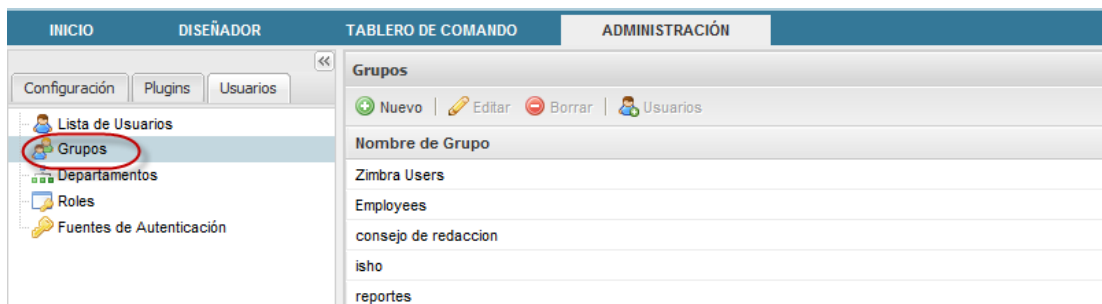 INICIO DISEÑADOR TABLERO DE COMANDO ADMINISTRACIÓN
Configuración Plugins Usuarios
Lista de Usuarios
Grupos
Departamentos
Roles
Fuentes de Autenticación
Grupos
Nuevo Editar Borrar Usuarios
Nombre de Grupo
Zimbra Users
Employees
consejo de redaccion
isho
reportes